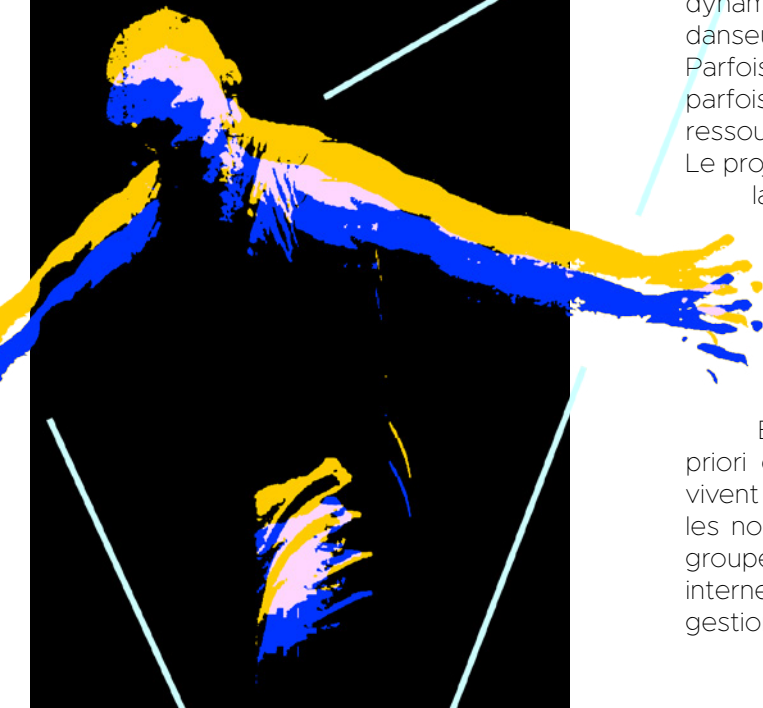 dynam
danseu
Parfois
parfois
ressou
Le proj
la
E
priori
vivent
les no
groupe
interne
gestio